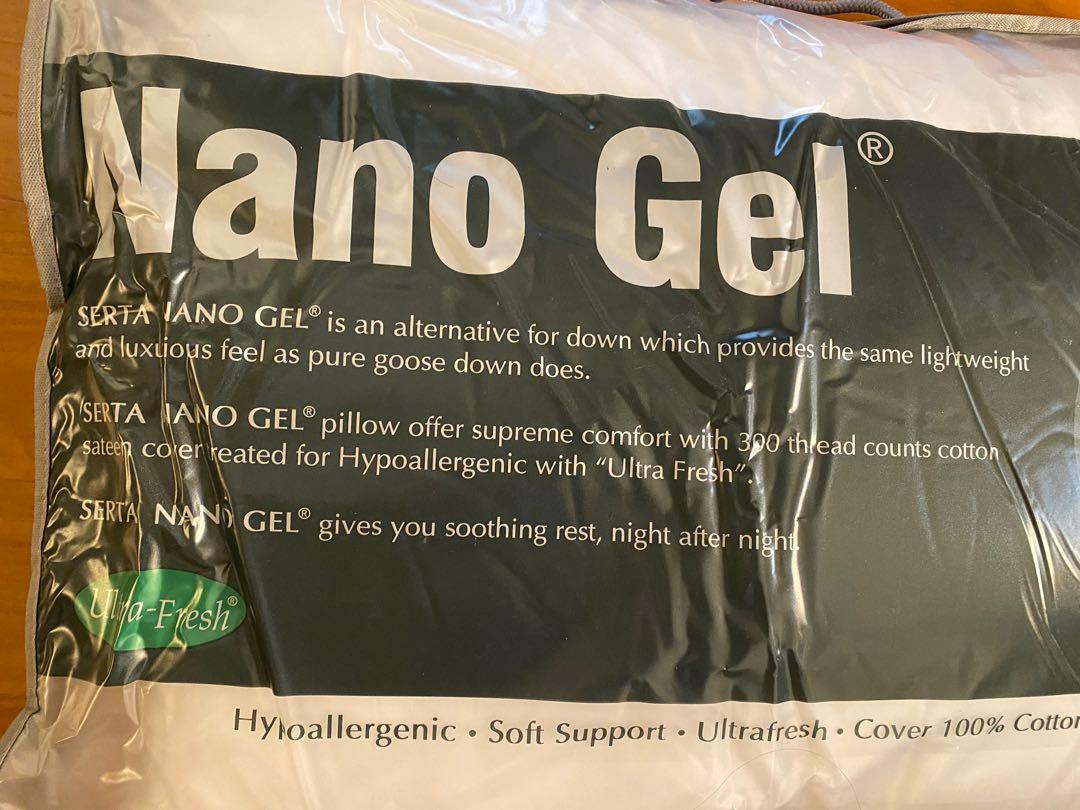 Nano Gel®
SERTA NANO GEL® is an alternative for down which provides the same lightweight
and luxtious feel as pure goose down does.
SERTA NANO GEL® pillow offer supreme comfort with 300 thread counts cotton
sateen cover treated for Hypoallergenic with “Ultra Fresh”.
SERTA NANO GEL® gives you soothing rest, night after night.
Ultra-Fresh®
Hypoallergenic • Soft Support • Ultrafresh • Cover 100% Cotton